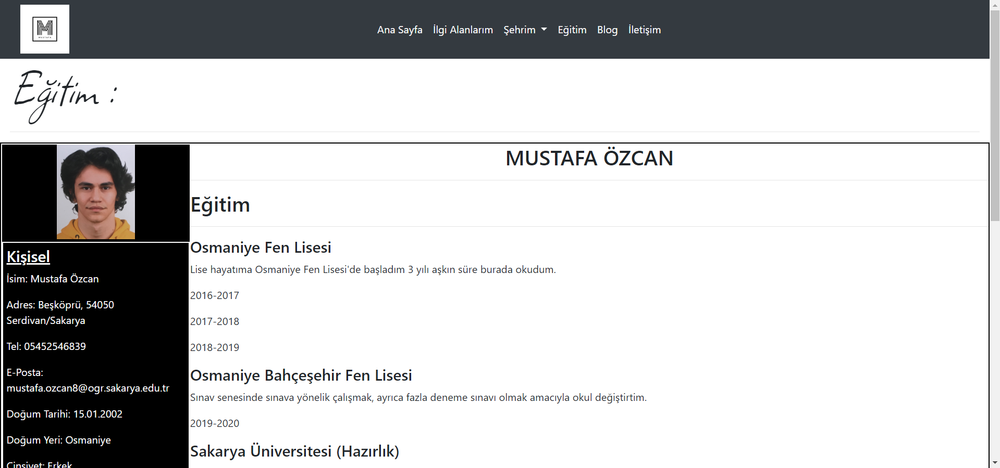 M
MUSTAFA
Ana Sayfa İlgi Alanlarım Şehrim Eğitim Blog İletişim
Eğitim :
MUSTAFA ÖZCAN
Kişisel
İsim: Mustafa Özcan
Adres: Beşköprü, 54050
Serdivan/Sakarya
Tel: 05452546839
E-Posta:
mustafa.ozcan8@ogr.sakarya.edu.tr
Doğum Tarihi: 15.01.2002
Doğum Yeri: Osmaniye
Cinsiyet: Erkek
Eğitim
Osmaniye Fen Lisesi
Lise hayatıma Osmaniye Fen Lisesi'de başladım 3 yılı aşkın süre burada okudum.
2016-2017
2017-2018
2018-2019
Osmaniye Bahçeşehir Fen Lisesi
Sınav senesinde sınava yönelik çalışmak, ayrıca fazla deneme sınavı olmak amacıyla okul değiştirtim.
2019-2020
Sakarya Üniversitesi (Hazırlık)